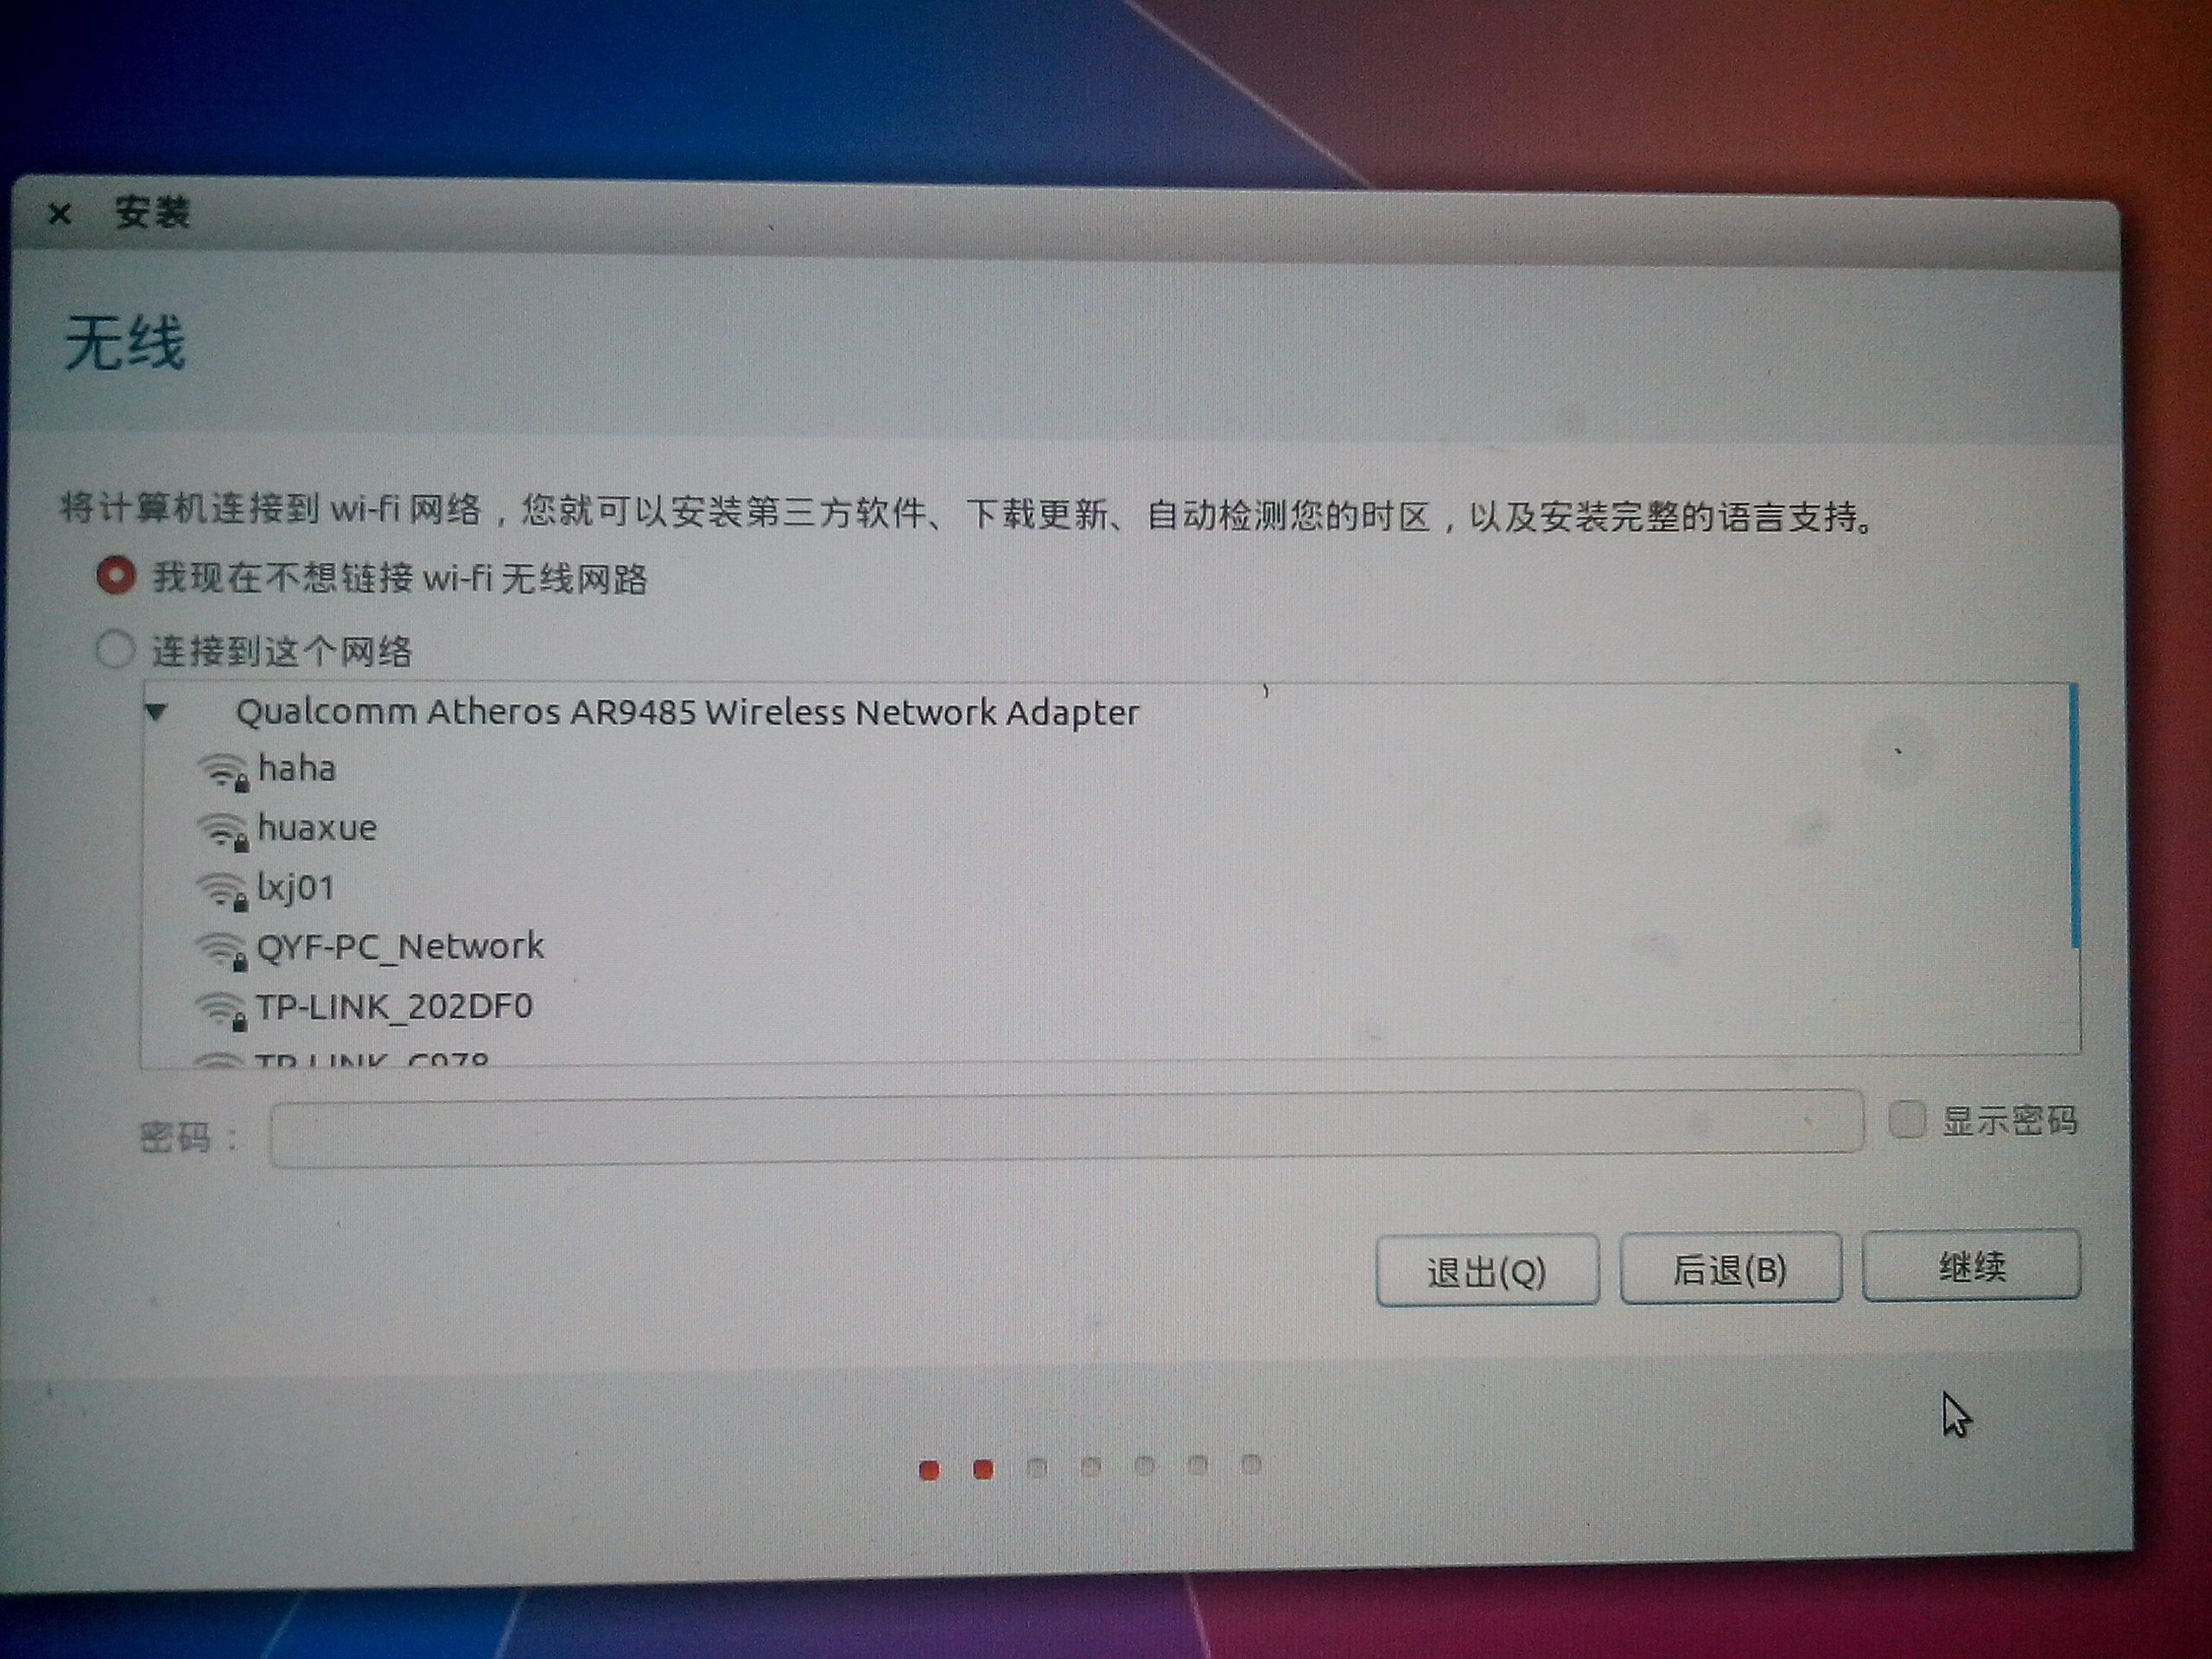 安装
无线
将计算机连接到 wi-fi 网络，您就可以安装第三方软件、下载更新、自动检测您的时区，以及安装完整的语言支持。
我现在不想链接 wi-fi 无线网路
连接到这个网络
Qualcomm Atheros AR9485 Wireless Network Adapter
haha
huaxue
lxj01
QYF-PC_Network
TP-LINK_202DF0
密码：
显示密码
退出(Q) 后退(B) 继续